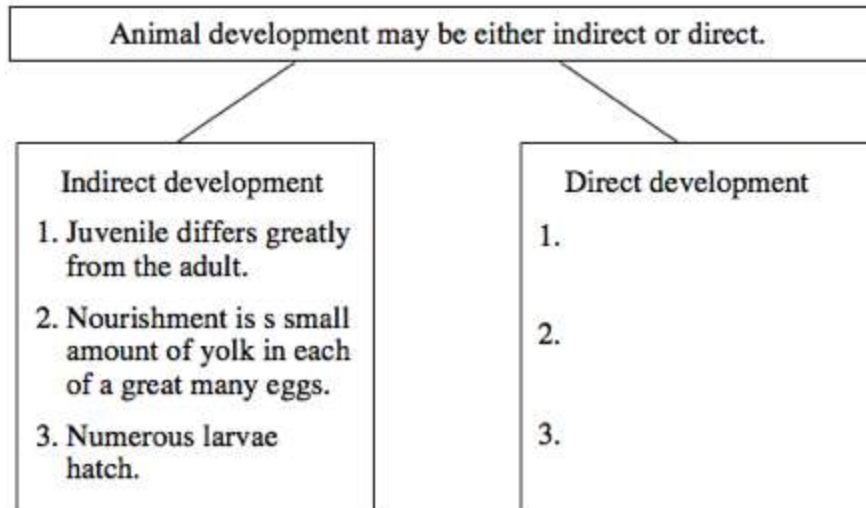 Animal development may be either indirect or direct.
Indirect development
1. Juvenile differs greatly
from the adult.
2. Nourishment is s small
amount of yolk in each
of a great many eggs.
3. Numerous larvae
hatch.
Direct development
1.
2.
3.